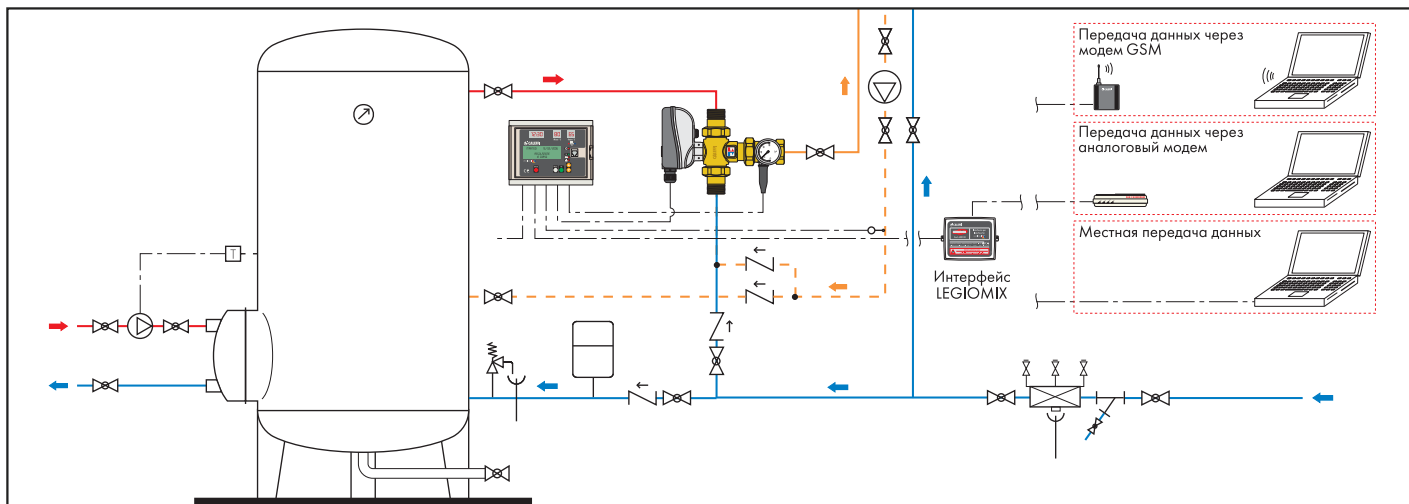 Передача данных через
модем GSM
Передача данных через
аналоговый модем
Местная передача данных
Интерфейс
LEGIOMIX
T